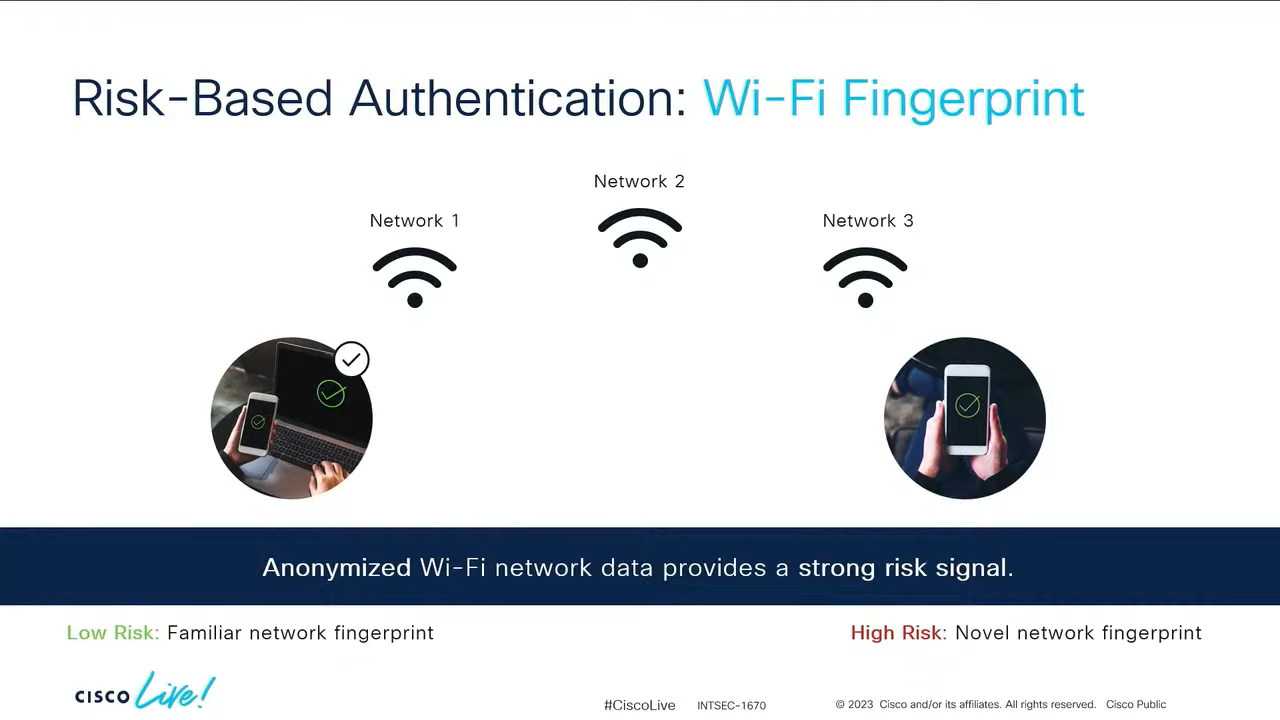 Risk-Based Authentication: Wi-Fi Fingerprint
Network 2
Network 1
Network 3
Anonymized Wi-Fi network data provides a strong risk signal.
Low Risk: Familiar network fingerprint
High Risk: Novel network fingerprint
CISCO Live!
#CiscoLive
INTSEC-1670
© 2023 Cisco and/or its affiliates. All rights reserved. Cisco Public